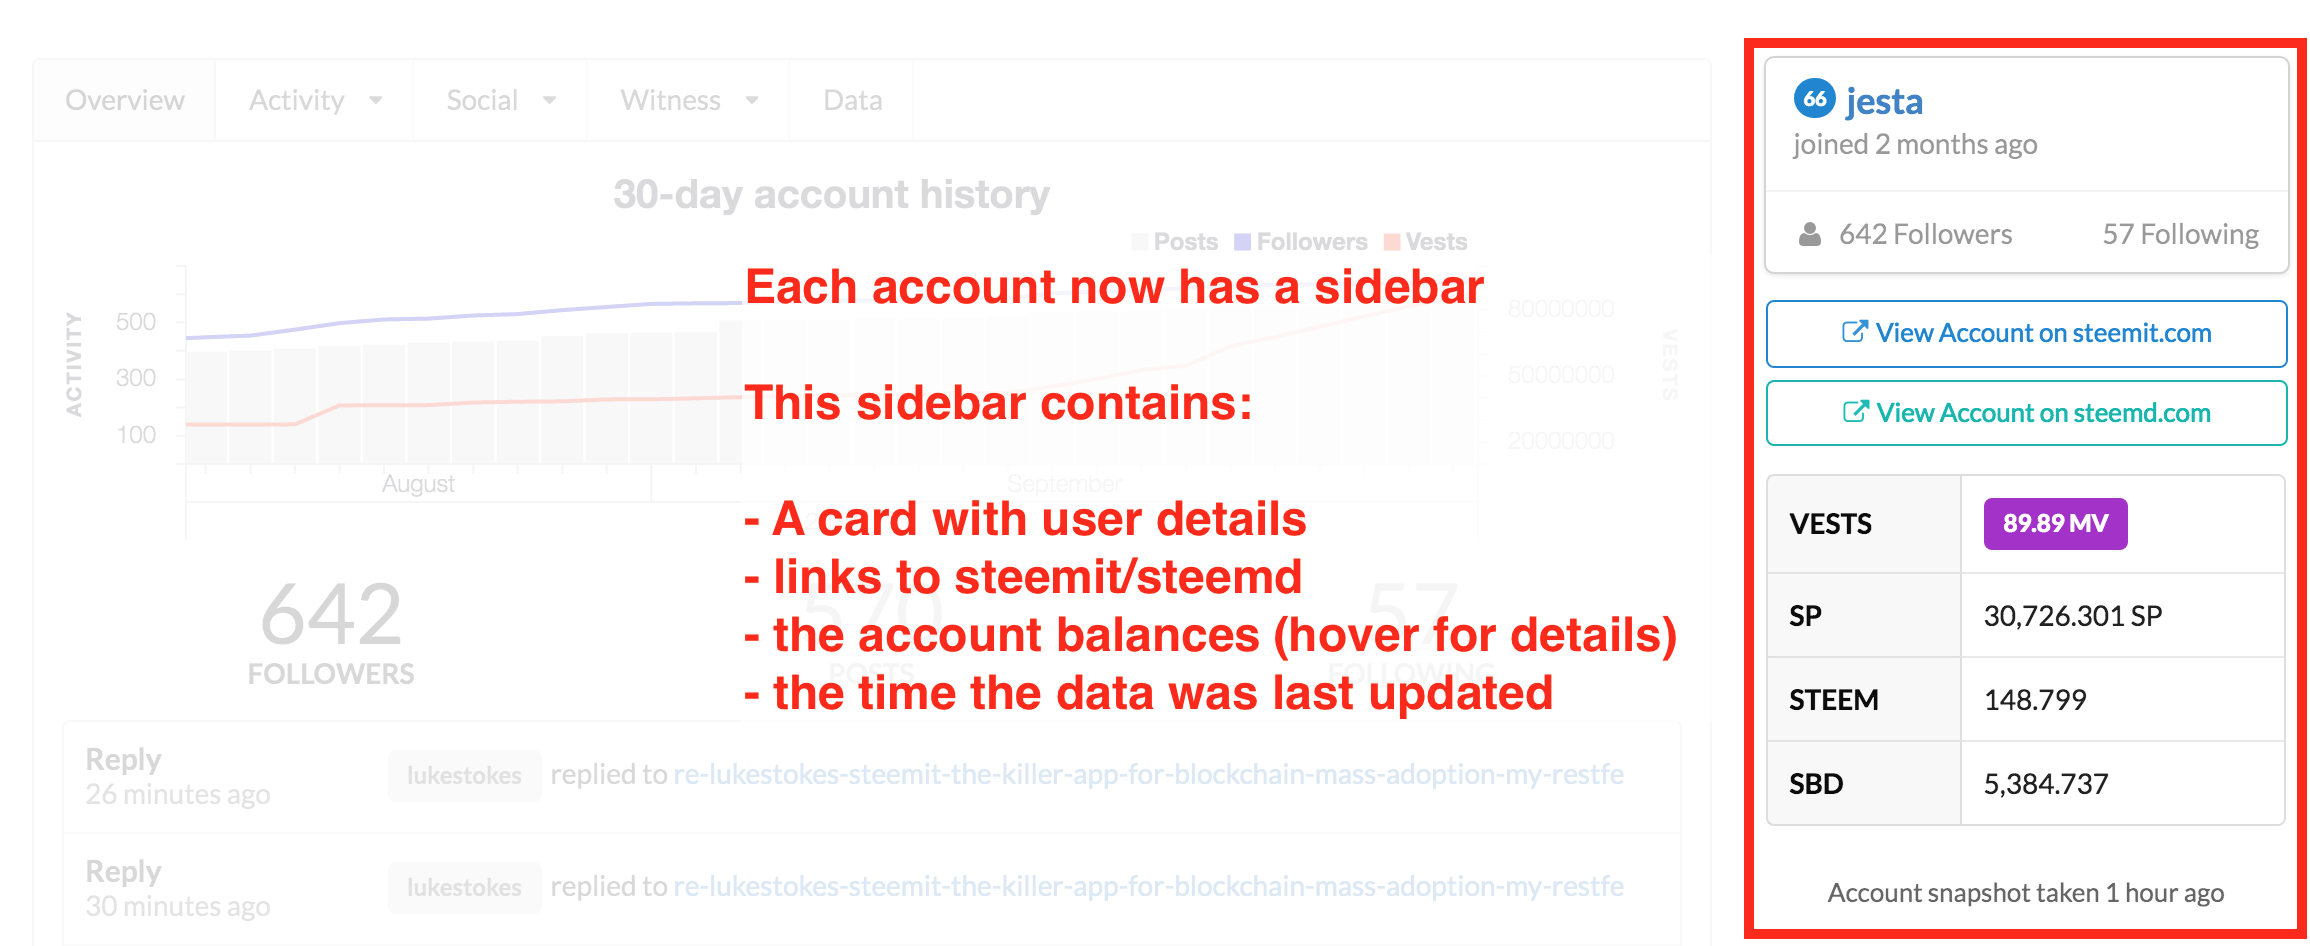 Overview Activity Social Witness Data
30-day account history
Posts Followers Vests
ACTIVITY
500
300
100
August
September
80000000
50000000
20000000
VESTS
Each account now has a sidebar
This sidebar contains:
- A card with user details
- links to steemit/steemd
- the account balances (hover for details)
- the time the data was last updated
642
FOLLOWERS
570
POSTS
57
FOLLOWING
Reply
26 minutes ago
lukestokes replied to re-lukestokes-steemit-the-killer-app-for-blockchain-mass-adoption-my-restfe
Reply
30 minutes ago
lukestokes replied to re-lukestokes-steemit-the-killer-app-for-blockchain-mass-adoption-my-restfe
66 jesta
joined 2 months ago
642 Followers 57 Following
View Account on steemit.com
View Account on steemd.com
VESTS 89.89 MV
SP 30,726.301 SP
STEEM 148.799
SBD 5,384.737
Account snapshot taken 1 hour ago